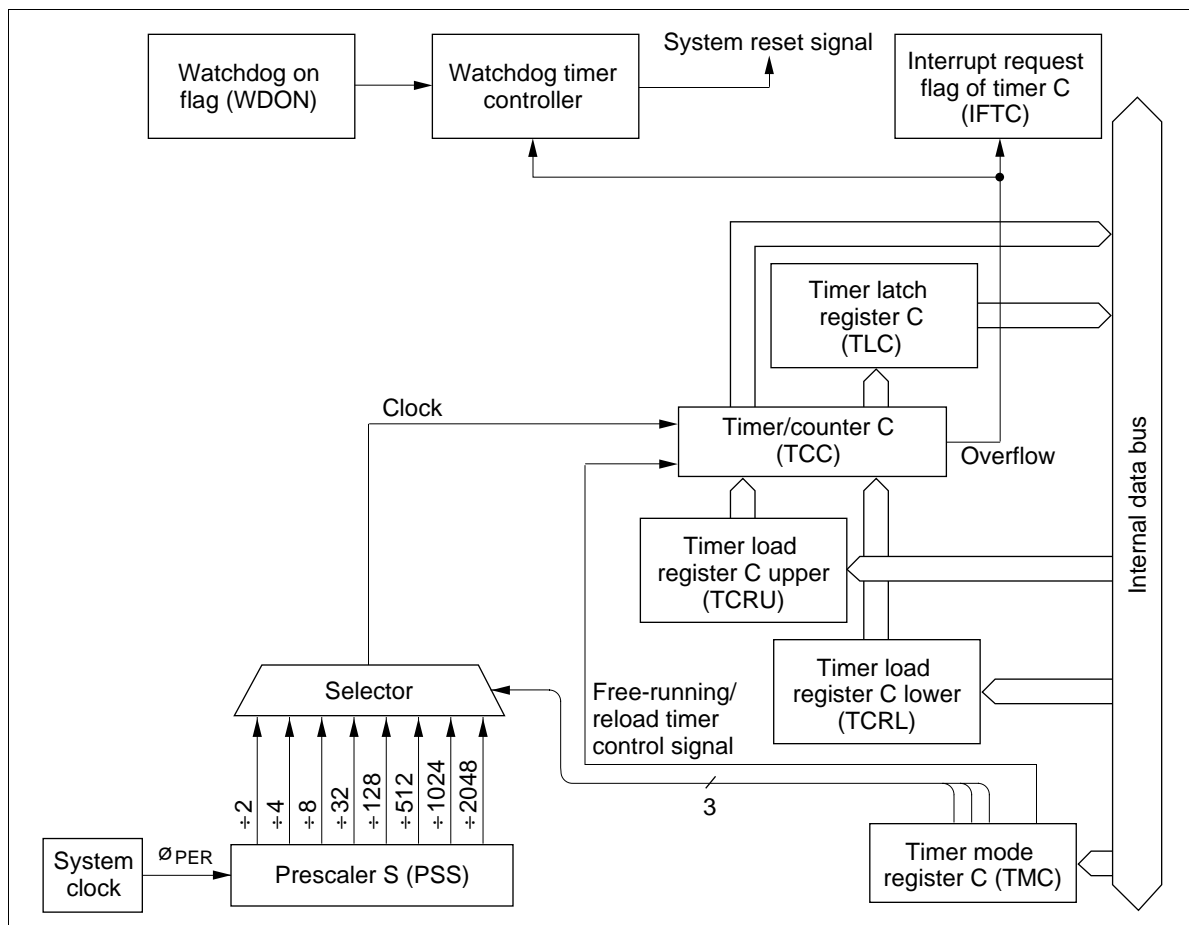 System reset signal
Watchdog on
flag (WDON)
Watchdog timer
controller
Interrupt request
flag of timer C
(IFTC)
Timer latch
register C
(TLC)
Clock
Timer/counter C
(TCC)
Overflow
Internal data bus
Timer load
register C upper
(TCRU)
Timer load
register C lower
(TCRL)
Selector
Free-running/
reload timer
control signal
÷2
÷4
÷8
÷32
÷128
÷512
÷1024
÷2048
3
System
clock
øPER
Prescaler S (PSS)
Timer mode
register C (TMC)